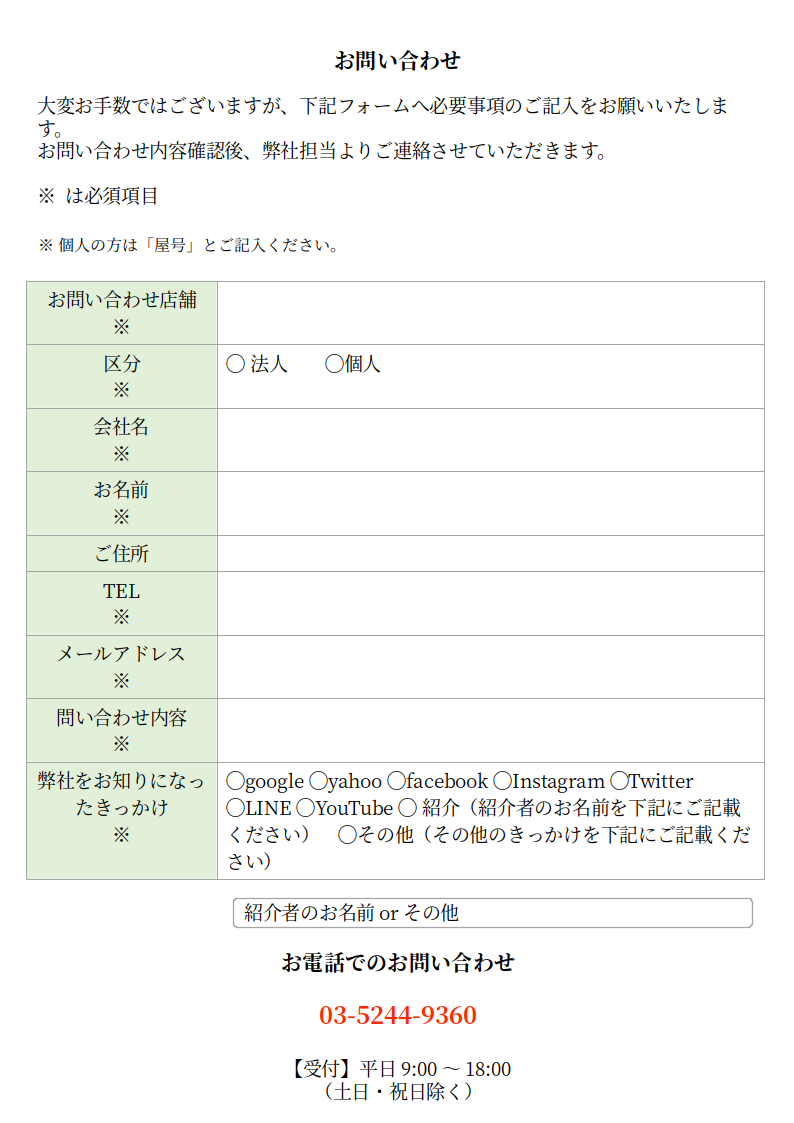 お問い合わせ
大変お手数ではございますが、下記フォームへ必要事項のご記入をお願いいたしま
す。
お問い合わせ内容確認後、弊社担当よりご連絡させていただきます。
※ は必須項目
※ 個人の方は「屋号」とご記入ください。
お問い合わせ店舗
※
区分
※
◯ 法人　　◯個人
会社名
※
お名前
※
ご住所
TEL
※
メールアドレス
※
問い合わせ内容
※
弊社をお知りになっ
たきっかけ
※
◯google ◯yahoo ◯facebook ◯Instagram ◯Twitter
◯LINE ◯YouTube ◯ 紹介（紹介者のお名前を下記にご記載
ください）　◯その他（その他のきっかけを下記にご記載くだ
さい）
紹介者のお名前 or その他
お電話でのお問い合わせ
03-5244-9360
【受付】平日 9:00 ～ 18:00
（土日・祝日除く）